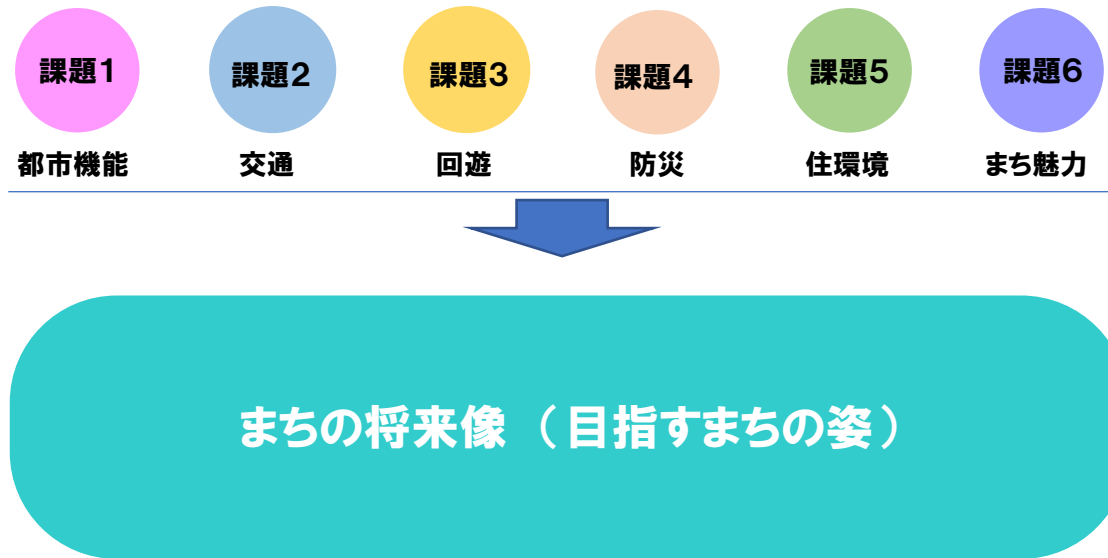 課題1 課題2 課題3 課題4 課題5 課題6
都市機能 交通 回遊 防災 住環境 まち魅力
まちの将来像 （目指すまちの姿）